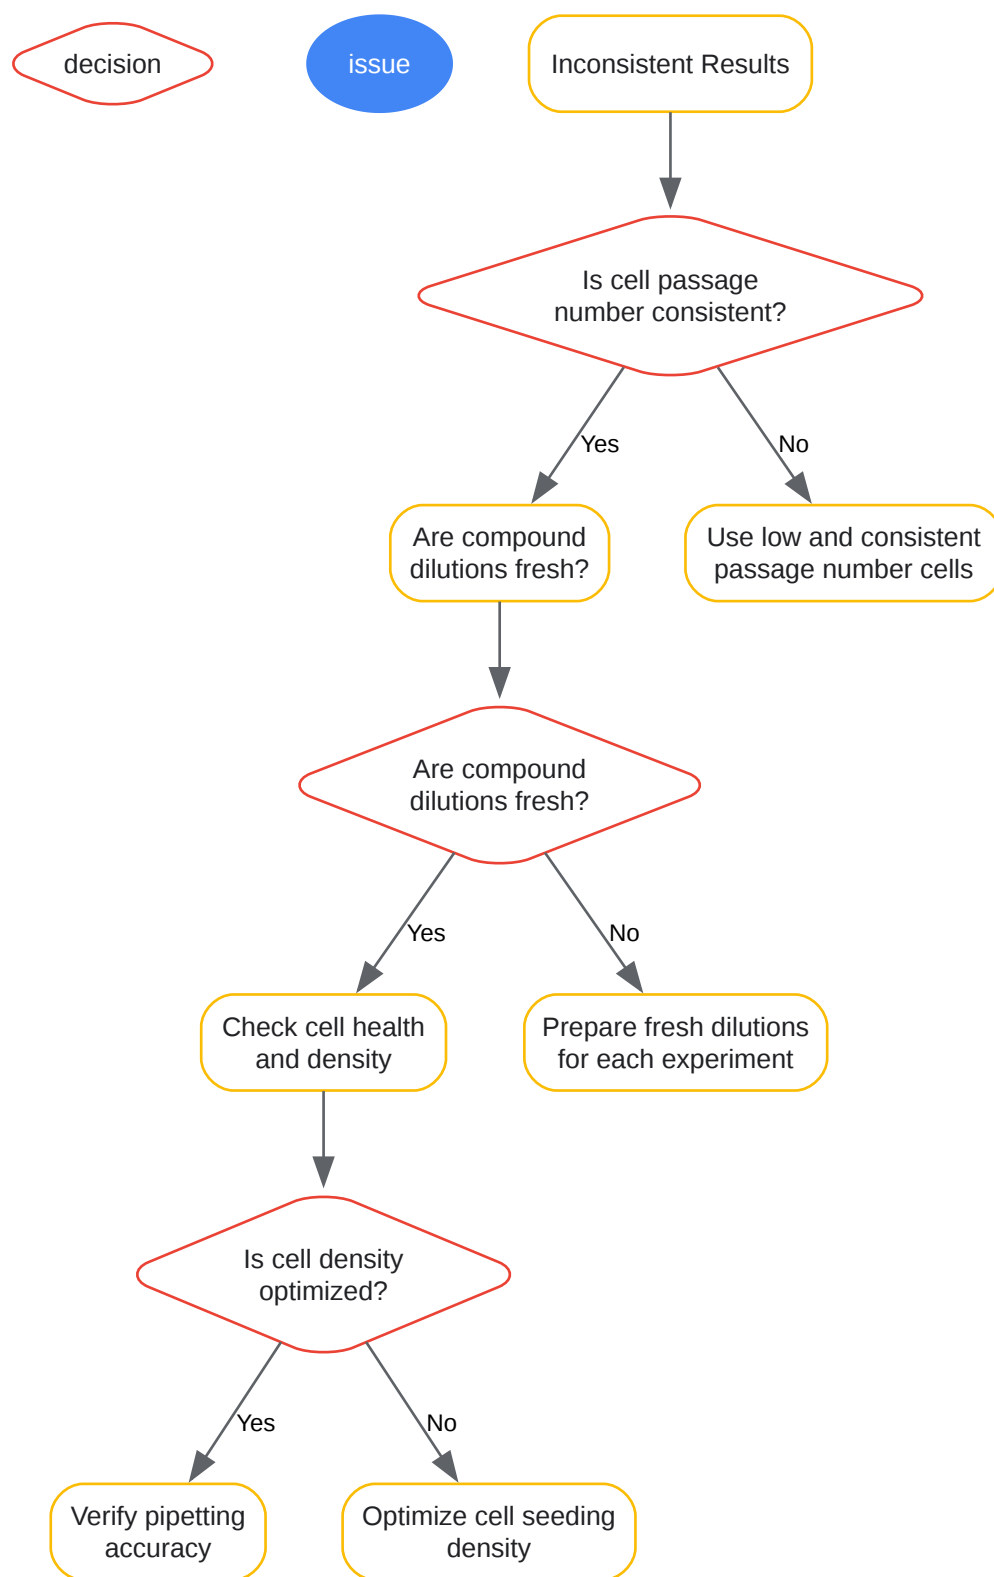 decision
issue
Inconsistent Results
Is cell passage
number consistent?
Yes
No
Are compound
dilutions fresh?
Use low and consistent
passage number cells
Are compound
dilutions fresh?
Yes
No
Check cell health
and density
Prepare fresh dilutions
for each experiment
Is cell density
optimized?
Yes
No
Verify pipetting
accuracy
Optimize cell seeding
density